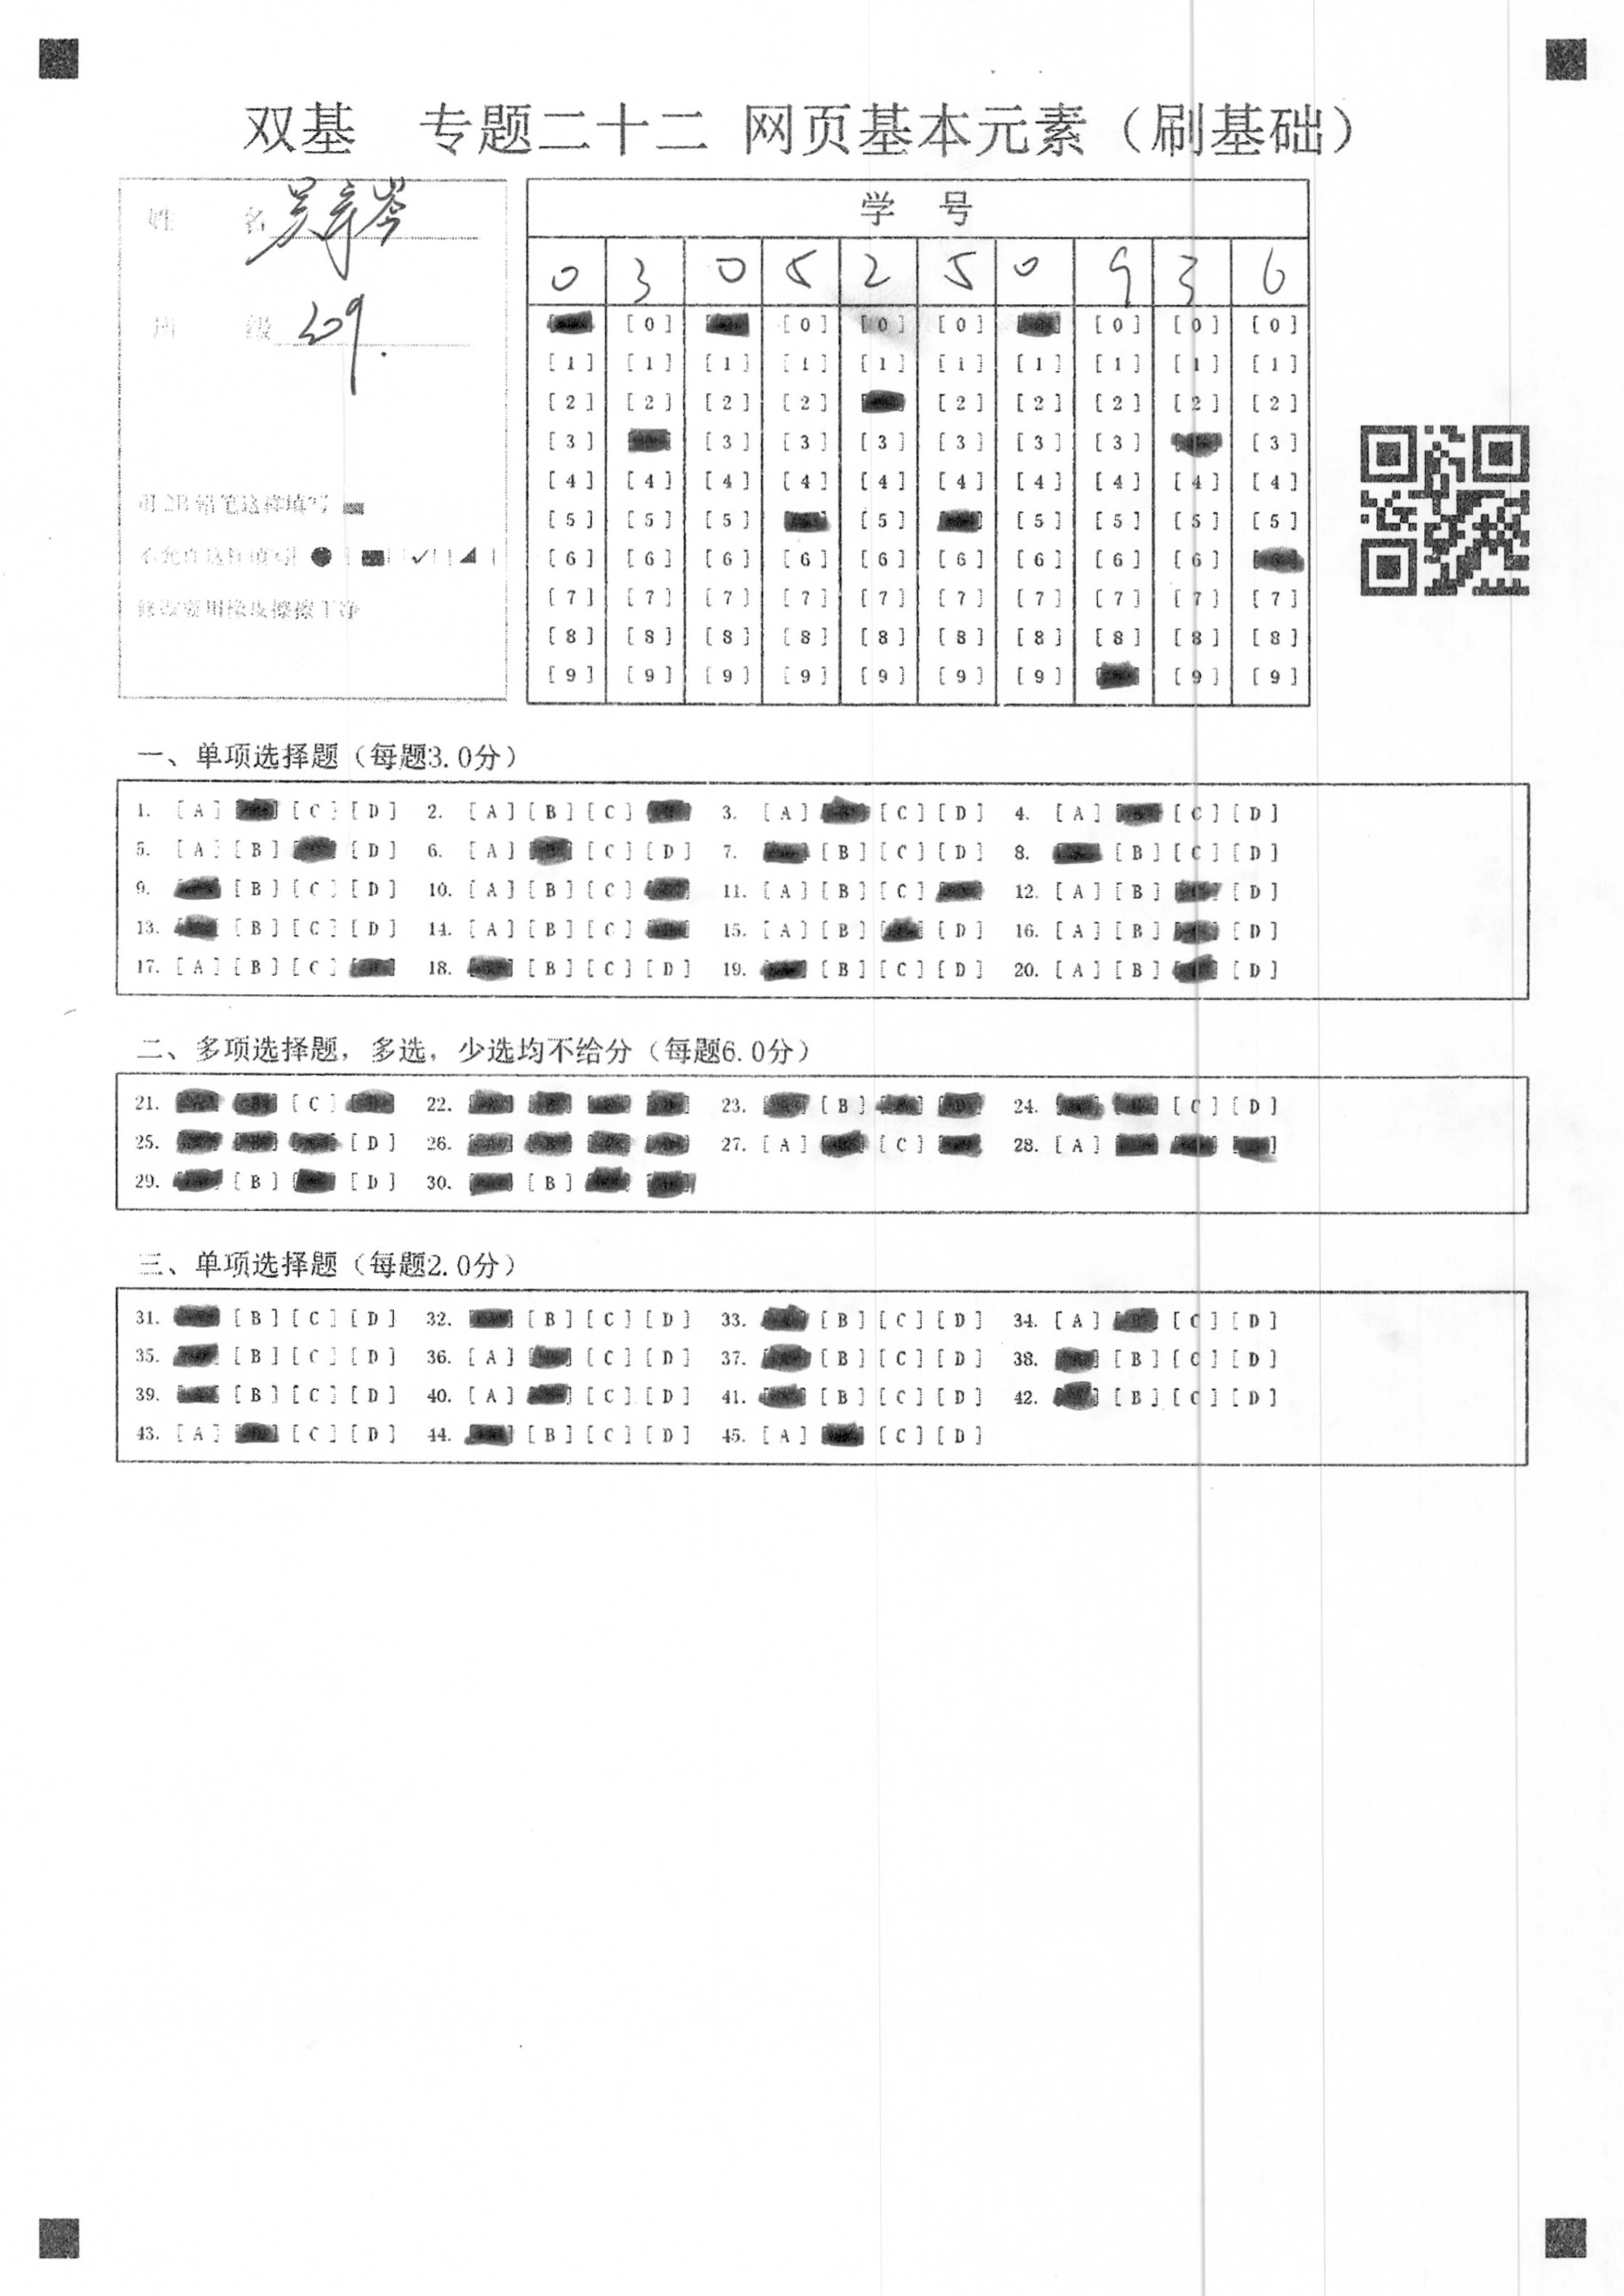 双基 专题二十二 网页基本元素（刷基础）
姓 名
班 级 209.
用2B铅笔这样填写
不允许这样填写
修改需用橡皮擦擦干净
学 号
0 3 0 5 2 5 0 9 3 6
[0] [0] [0] [0] [0] [0] [0]
[1] [1] [1] [1] [1] [1] [1] [1] [1] [1]
[2] [2] [2] [2] [2] [2] [2] [2] [2]
[3] [3] [3] [3] [3] [3] [3] [3]
[4] [4] [4] [4] [4] [4] [4] [4] [4] [4]
[5] [5] [5] [5] [5] [5] [5] [5]
[6] [6] [6] [6] [6] [6] [6] [6] [6]
[7] [7] [7] [7] [7] [7] [7] [7] [7] [7]
[8] [8] [8] [8] [8] [8] [8] [8] [8] [8]
[9] [9] [9] [9] [9] [9] [9] [9] [9]
一、单项选择题（每题3.0分）
1. [A] [C] [D] 2. [A] [B] [C] 3. [A] [C] [D] 4. [A] [C] [D]
5. [A] [B] [D] 6. [A] [C] [D] 7. [B] [C] [D] 8. [B] [C] [D]
9. [B] [C] [D] 10. [A] [B] [C] 11. [A] [B] [C] 12. [A] [B] [D]
13. [B] [C] [D] 14. [A] [B] [C] 15. [A] [B] [D] 16. [A] [B] [D]
17. [A] [B] [C] 18. [B] [C] [D] 19. [B] [C] [D] 20. [A] [B] [D]
二、多项选择题，多选，少选均不给分（每题6.0分）
21. [C] 22. 23. [B] 24. [C] [D]
25. [D] 26. 27. [A] [C] 28. [A]
29. [B] [D] 30. [B]
三、单项选择题（每题2.0分）
31. [B] [C] [D] 32. [B] [C] [D] 33. [B] [C] [D] 34. [A] [C] [D]
35. [B] [C] [D] 36. [A] [C] [D] 37. [B] [C] [D] 38. [B] [C] [D]
39. [B] [C] [D] 40. [A] [C] [D] 41. [B] [C] [D] 42. [B] [C] [D]
43. [A] [C] [D] 44. [B] [C] [D] 45. [A] [C] [D]